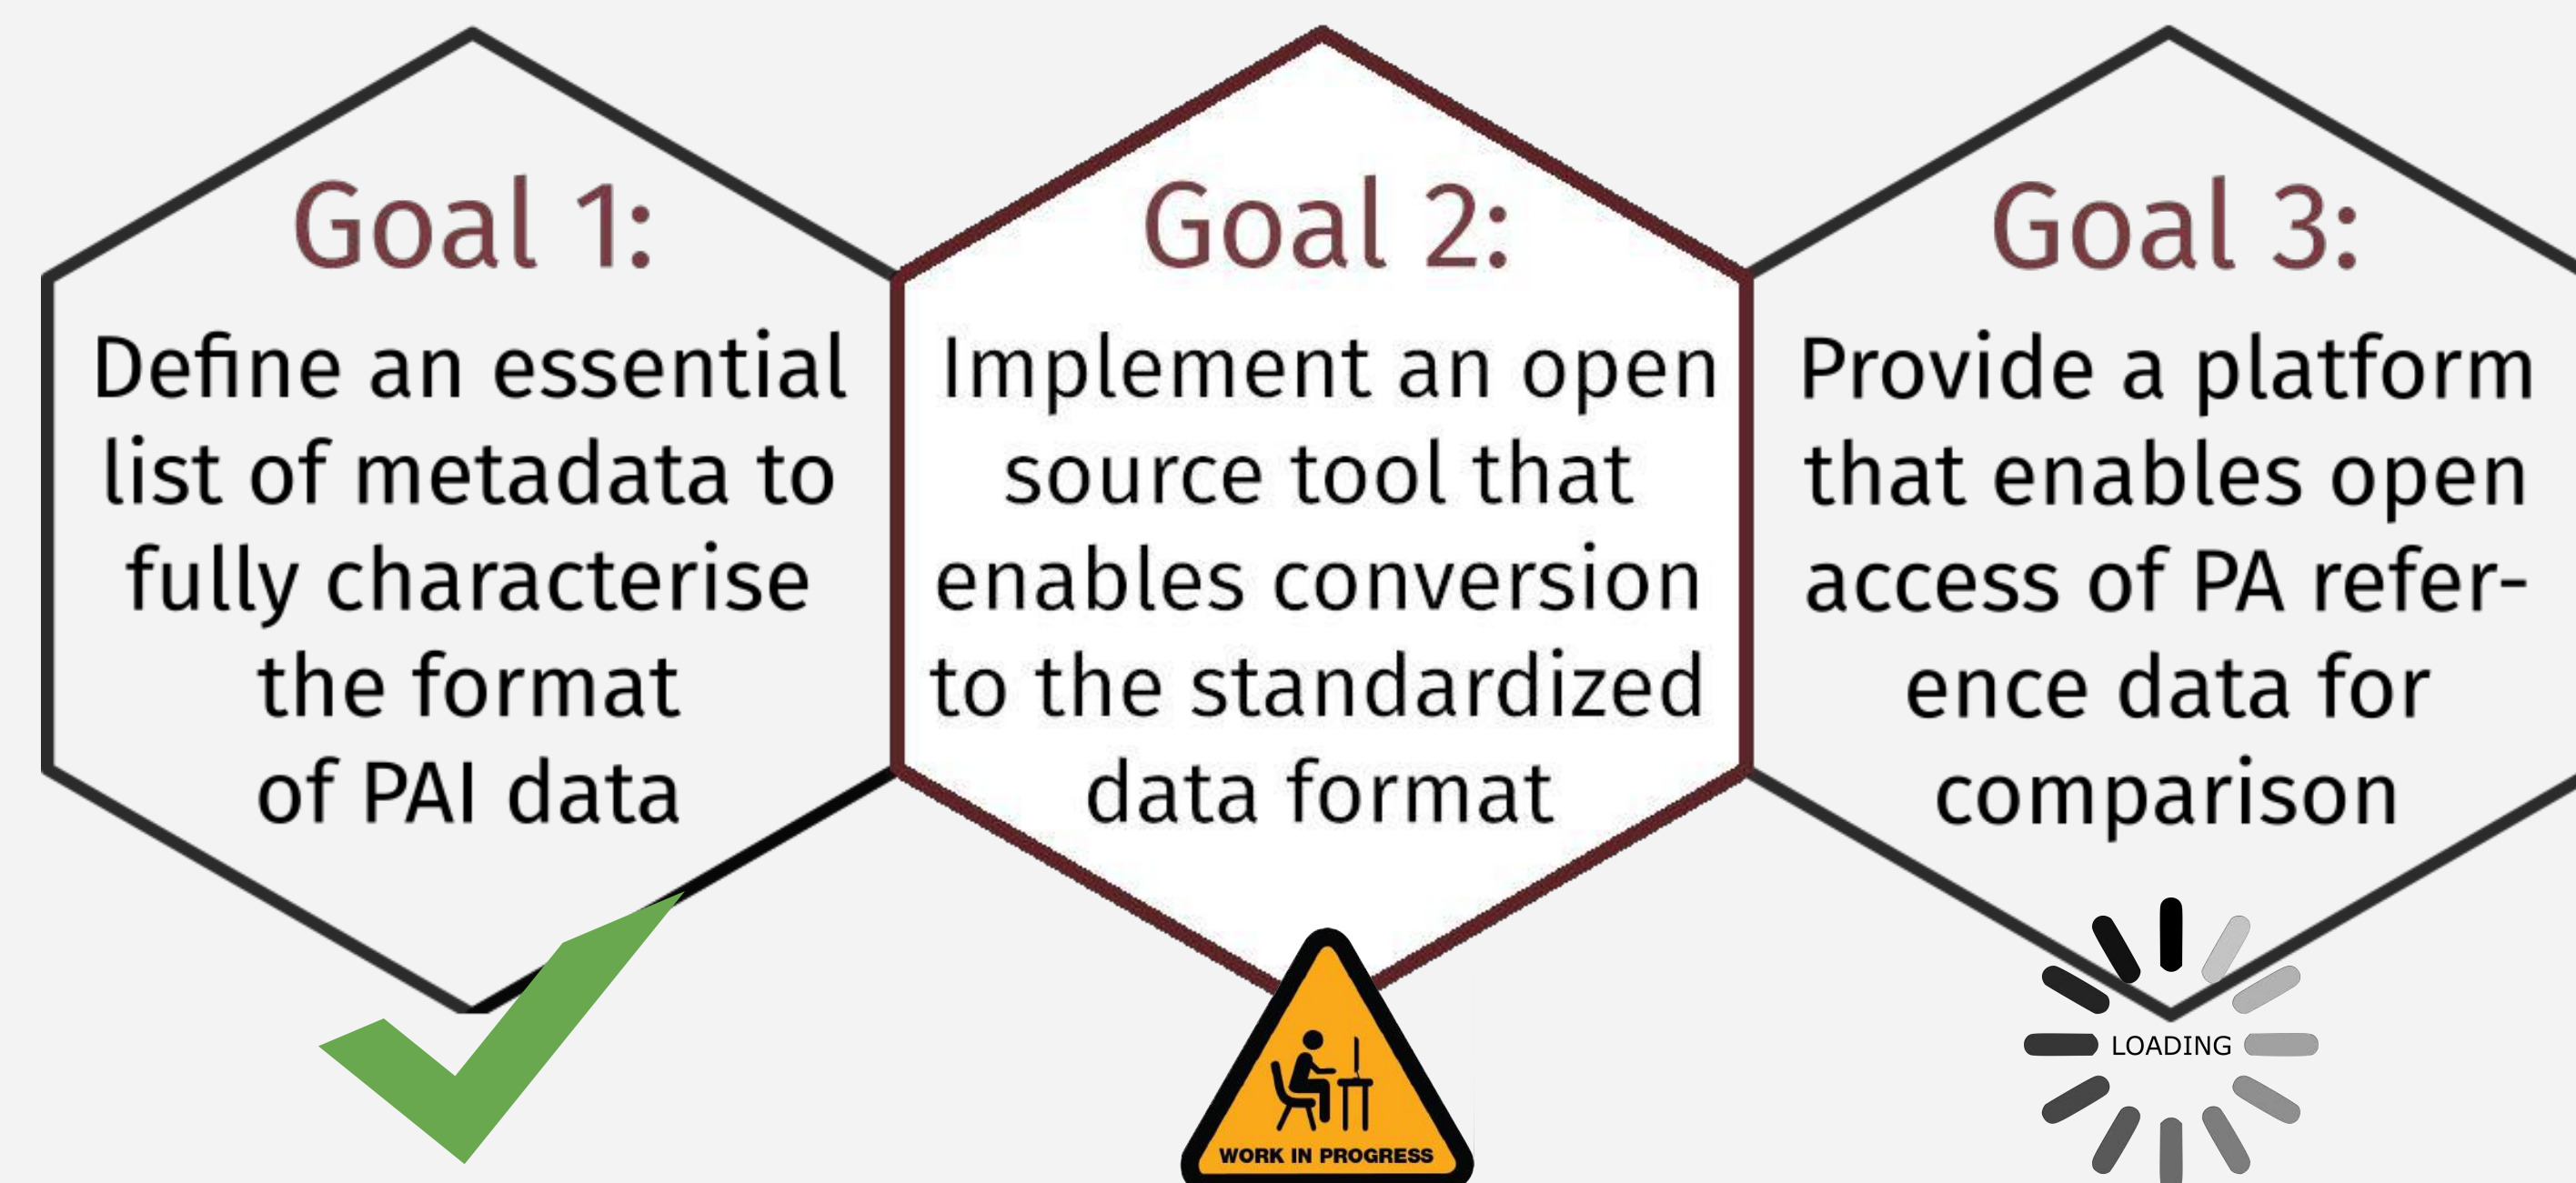 Goal 1:
Define an essential
list of metadata to
fully characterise
the format
of PAI data
Goal 2:
Implement an open
source tool that
enables conversion
to the standardized
data format
WORK IN PROGRESS
Goal 3:
Provide a platform
that enables open
access of PA refer-
ence data for
comparison
LOADING